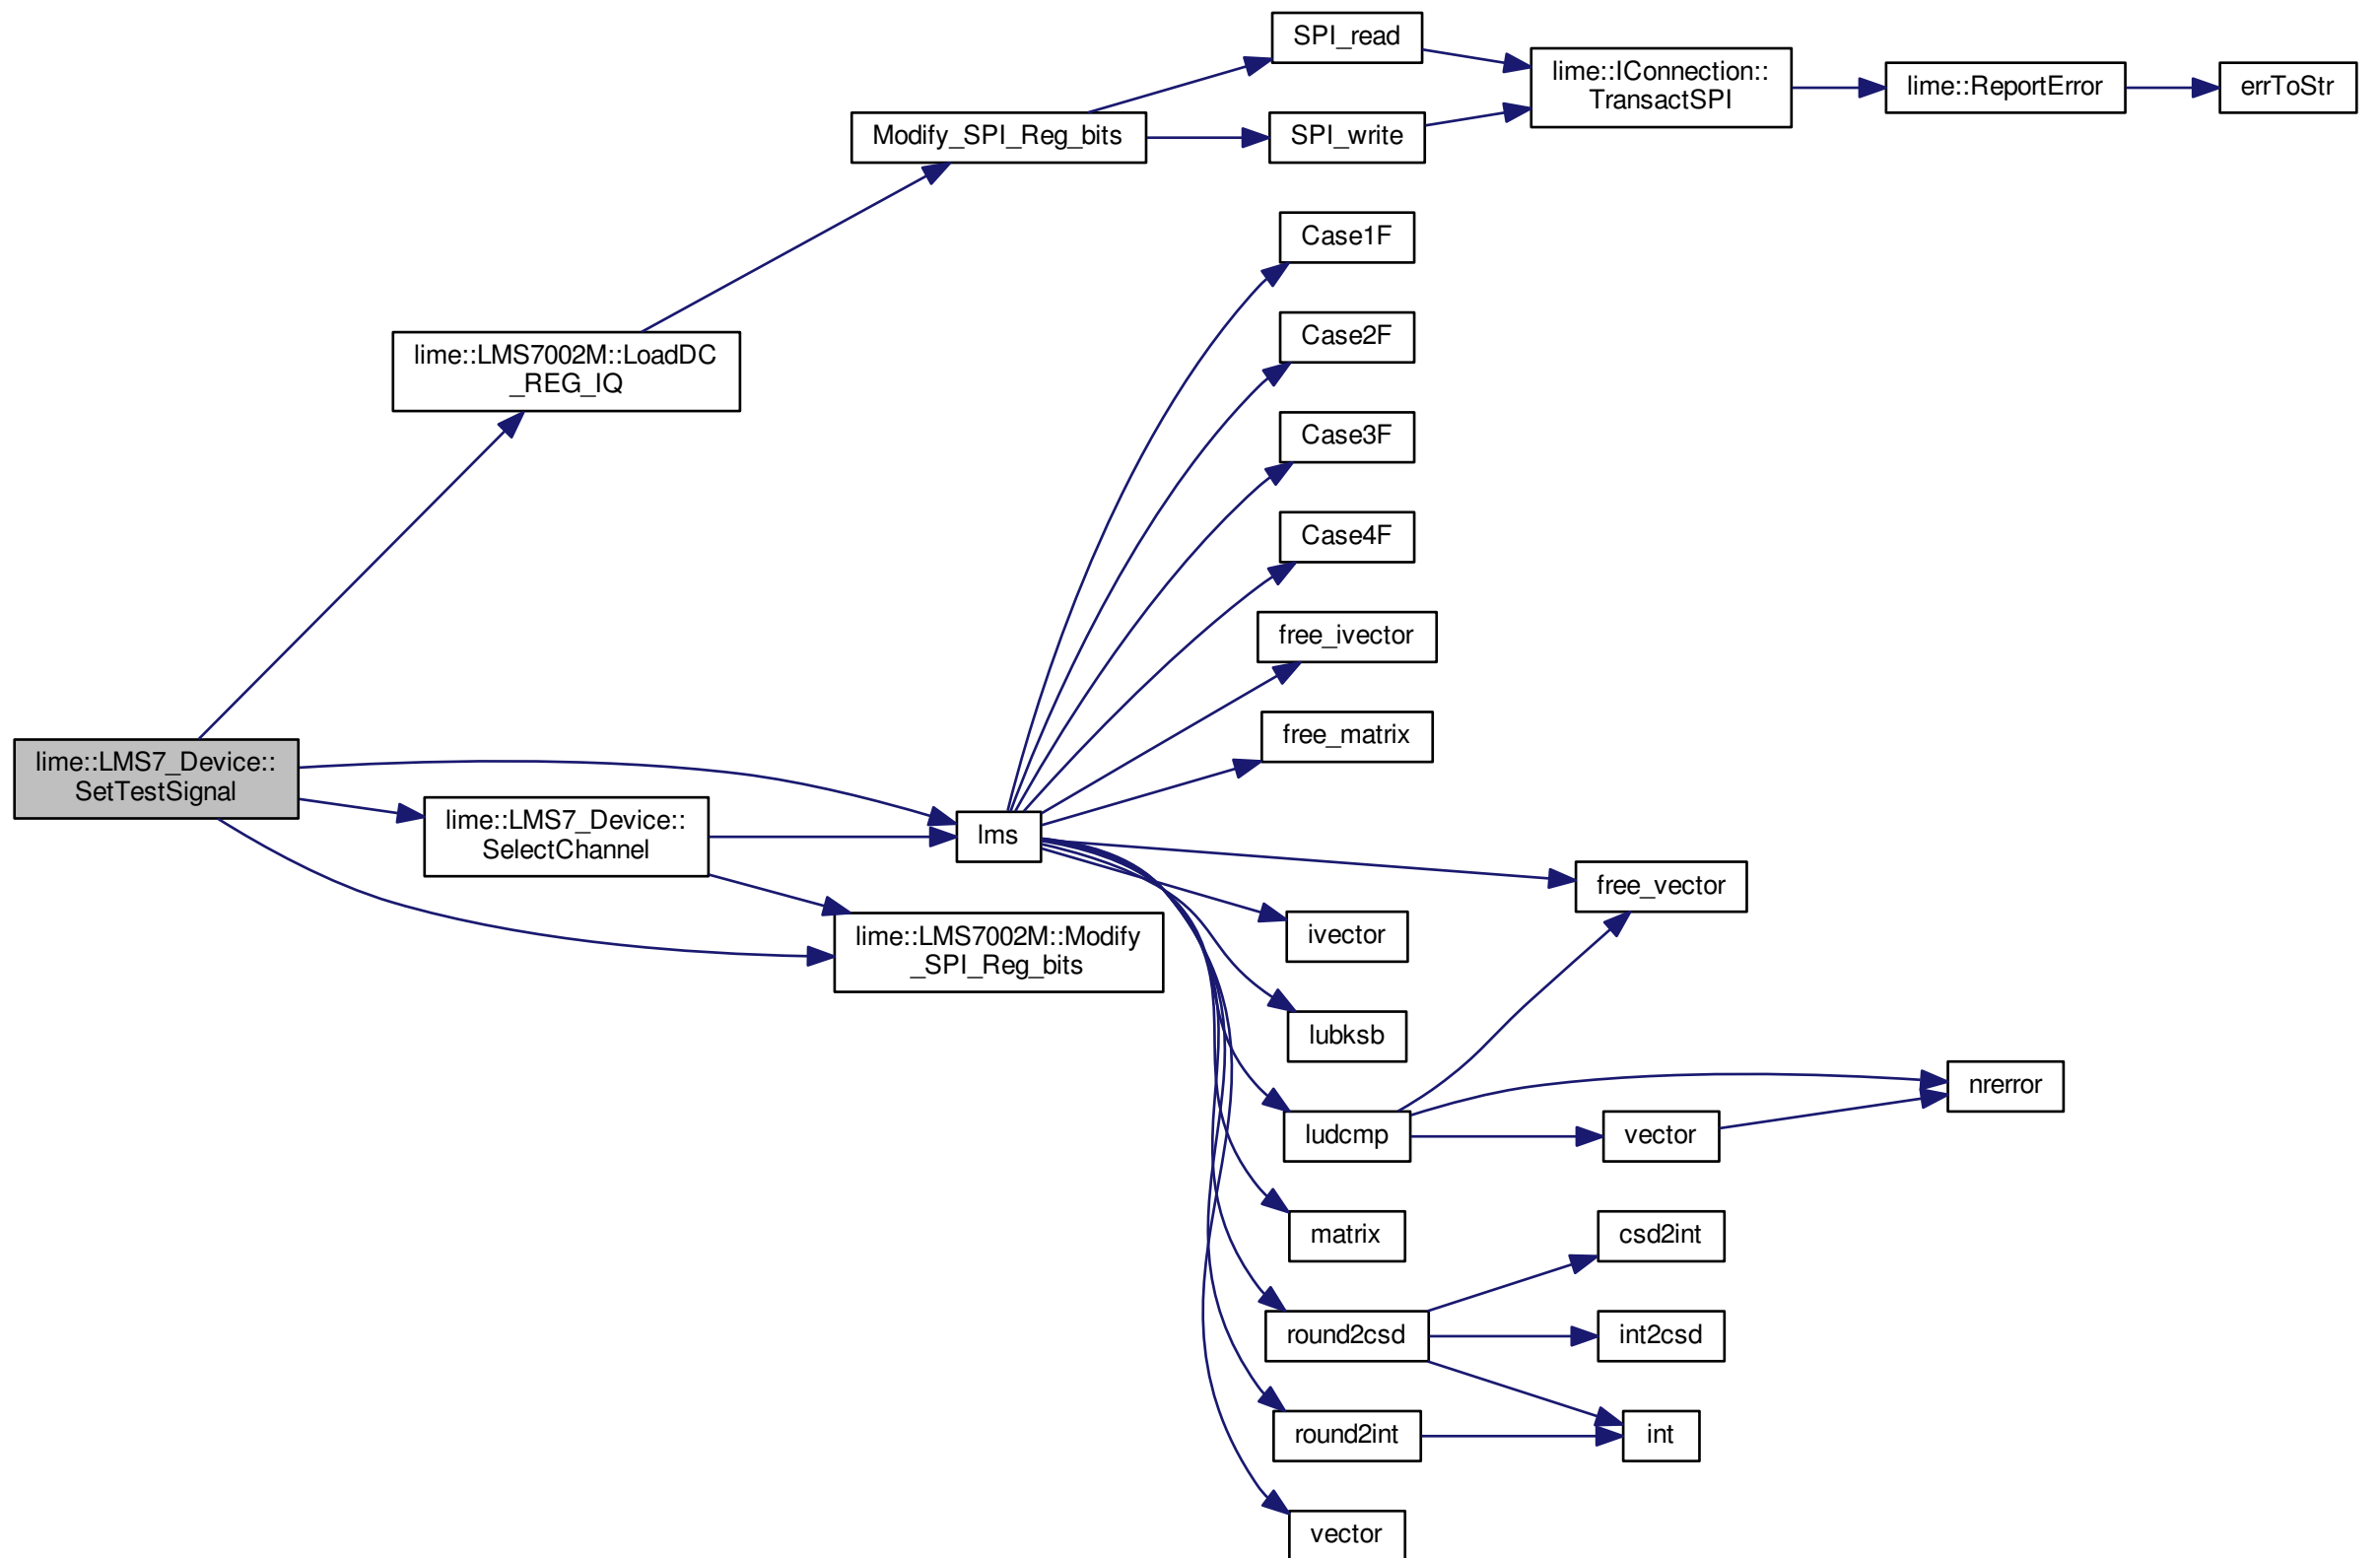 SPI_read
lime::IConnection::
TransactSPI
lime::ReportError
errToStr
Modify_SPI_Reg_bits
SPI_write
Case1F
Case2F
lime::LMS7002M::LoadDC
_REG_IQ
Case3F
Case4F
free_ivector
free_matrix
lime::LMS7_Device::
SetTestSignal
lime::LMS7_Device::
SelectChannel
lms
free_vector
ivector
lime::LMS7002M::Modify
_SPI_Reg_bits
lubksb
nrerror
ludcmp
vector
matrix
csd2int
round2csd
int2csd
round2int
int
vector